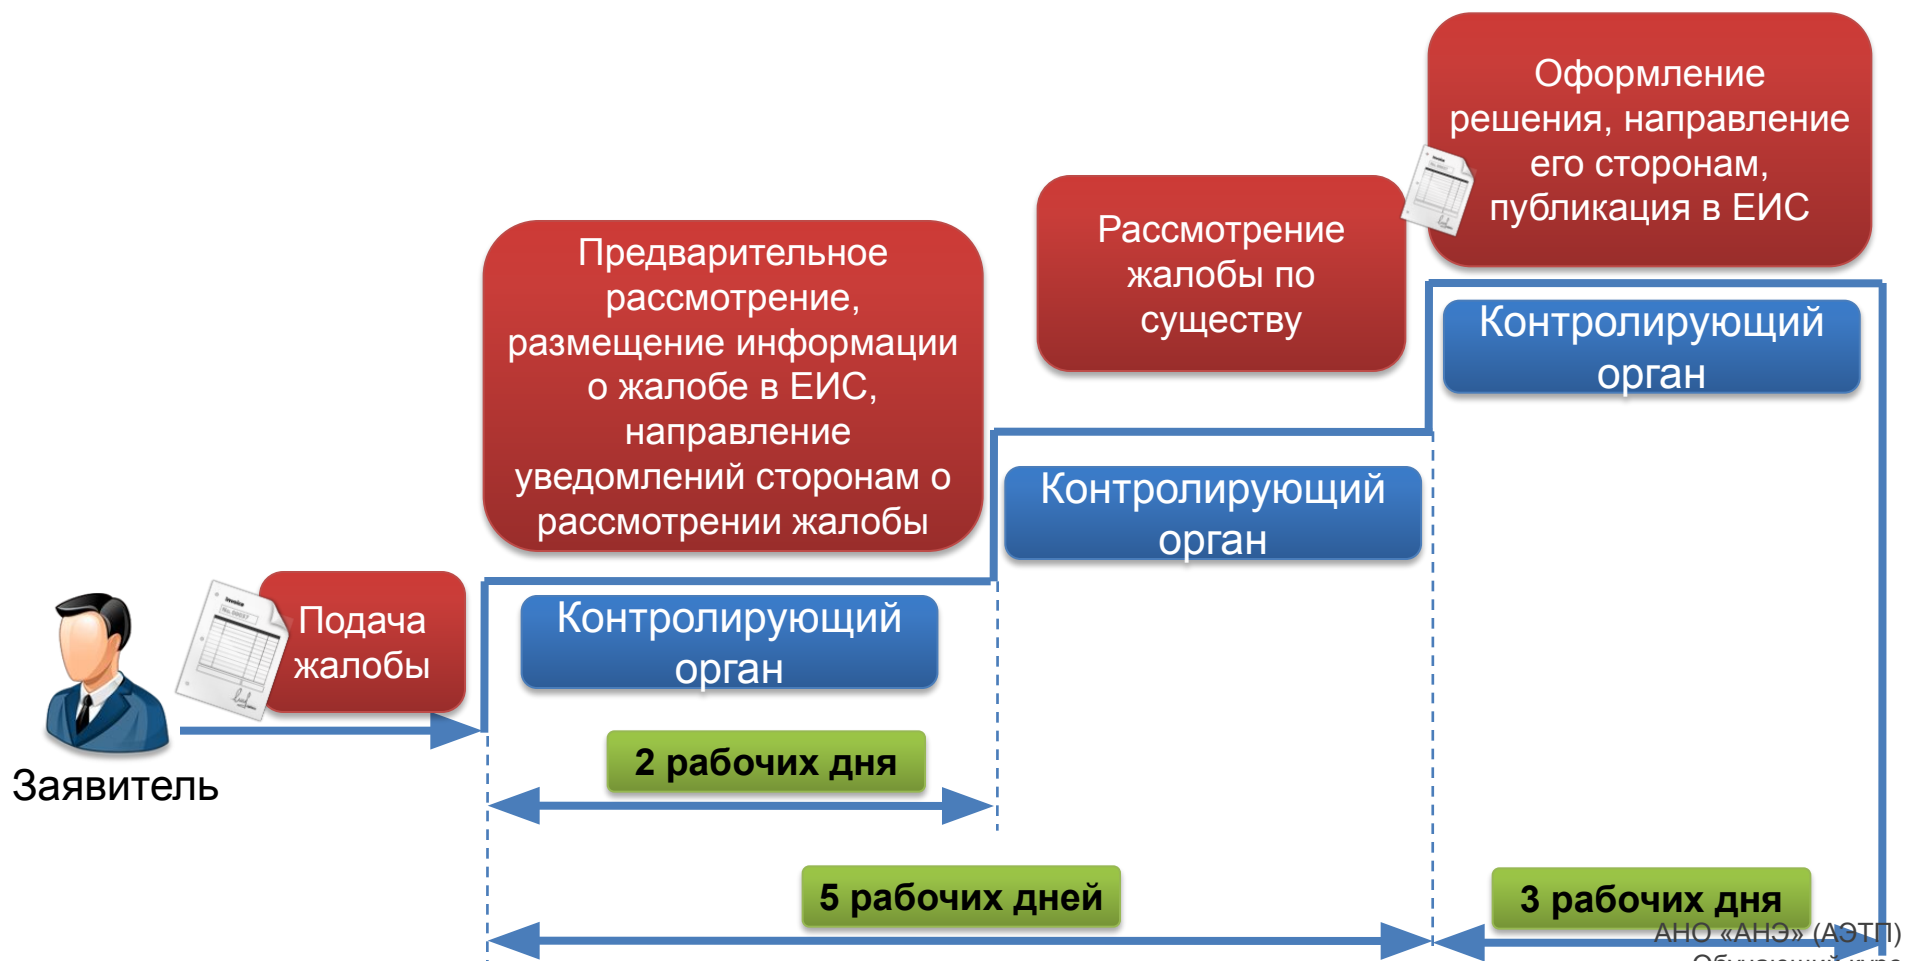 Оформление
решения, направление
его сторонам,
публикация в ЕИС
Рассмотрение
жалобы по
существу
Предварительное
рассмотрение,
размещение информации
о жалобе в ЕИС,
направление
уведомлений сторонам о
рассмотрении жалобы
Контролирующий
орган
Контролирующий
орган
Подача
жалобы
Контролирующий
орган
Заявитель
2 рабочих дня
5 рабочих дней
3 рабочих дня
АНО «АНЭ» (АЭТП)
Обучающий курс